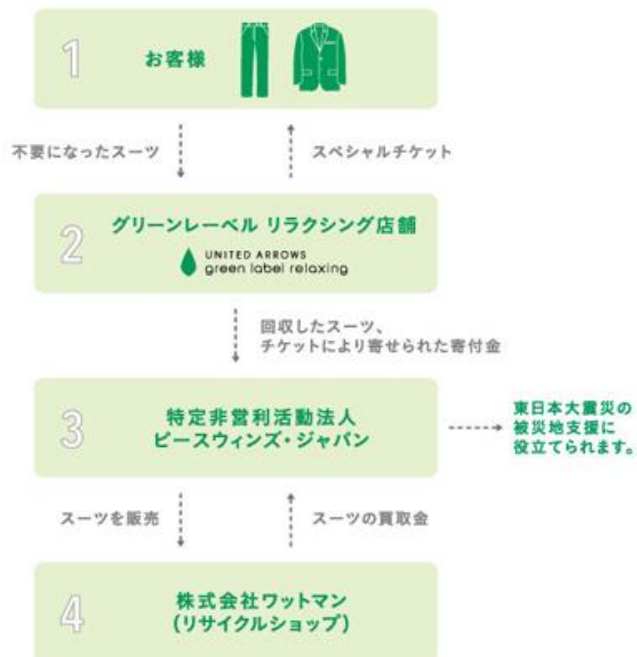 1
お客様
不要になったスーツ
スペシャルチケット
2
グリーンレーベル リラクシング店舗
UNITED ARROWS
green label relaxing
回収したスーツ、
チケットにより寄せられた寄付金
3
特定非営利活動法人
ピースウィンズ・ジャパン
東日本大震災の
被災地支援に
役立てられます。
スーツを販売
スーツの買取金
4
株式会社ワットマン
(リサイクルショップ)